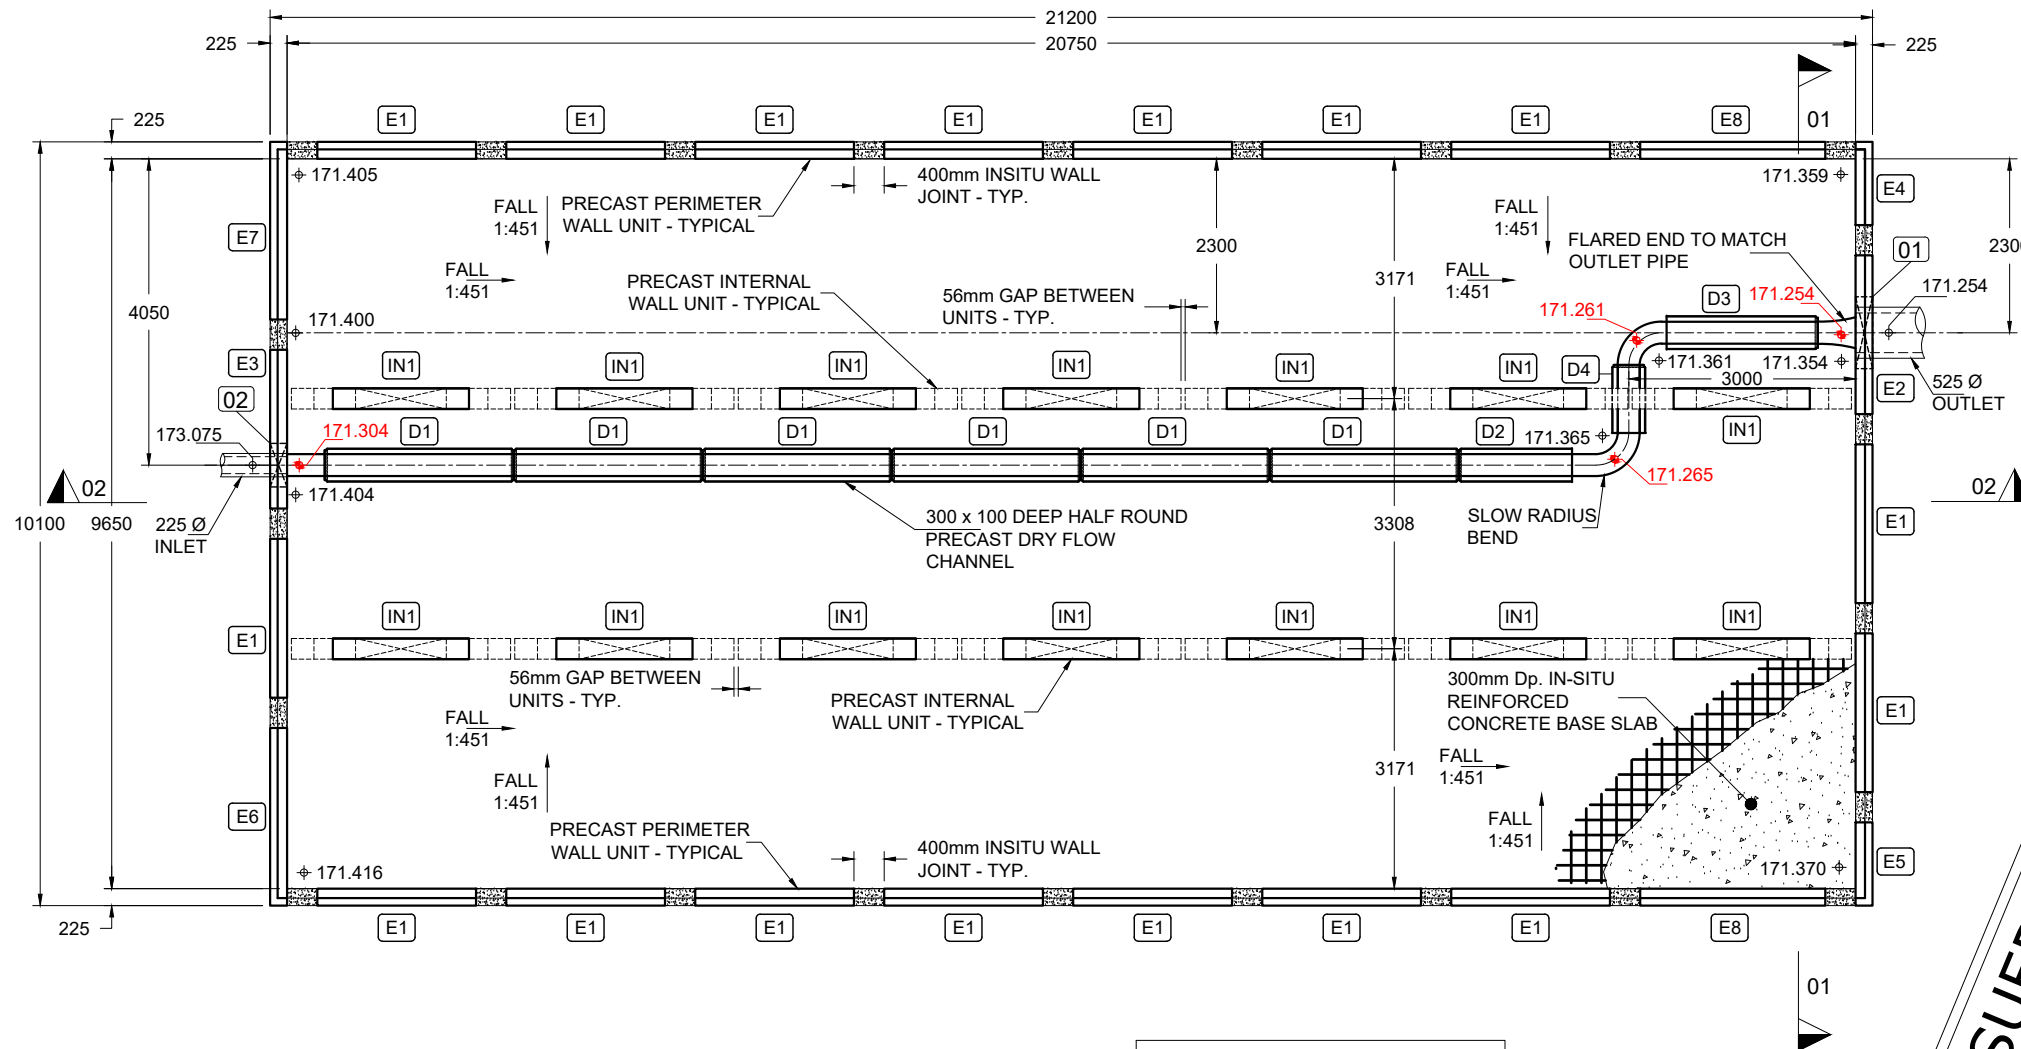 21200
225
20750
225
01
E1
E1
E1
E1
E1
E1
E1
E8
225
171.405
FALL
1:451
PRECAST PERIMETER
WALL UNIT - TYPICAL
400mm INSITU WALL
JOINT - TYP.
171.359
E4
E7
FALL
1:451
PRECAST INTERNAL
WALL UNIT - TYPICAL
56mm GAP BETWEEN
UNITS - TYP.
2300
3171
FALL
1:451
FALL
1:451
FLARED END TO MATCH
OUTLET PIPE
01
2300
171.254
4050
171.400
171.261
D3
171.254
E3
IN1
IN1
IN1
IN1
IN1
IN1
D4
171.361
171.354
3000
E2
525 Ø
OUTLET
02
173.075
171.304
D1
D1
D1
D1
D1
D1
D2
171.365
IN1
02
171.404
171.265
02
10100
9650
225 Ø
INLET
300 x 100 DEEP HALF ROUND
PRECAST DRY FLOW
CHANNEL
3308
SLOW RADIUS
BEND
E1
E1
IN1
IN1
IN1
IN1
IN1
IN1
IN1
56mm GAP BETWEEN
UNITS - TYP.
FALL
1:451
PRECAST INTERNAL
WALL UNIT - TYPICAL
300mm Dp. IN-SITU
REINFORCED
CONCRETE BASE SLAB
E1
FALL
1:451
3171
FALL
1:451
E6
PRECAST PERIMETER
WALL UNIT - TYPICAL
400mm INSITU WALL
JOINT - TYP.
FALL
1:451
171.416
171.370
E5
225
E1
E1
E1
E1
E1
E1
E1
E8
01